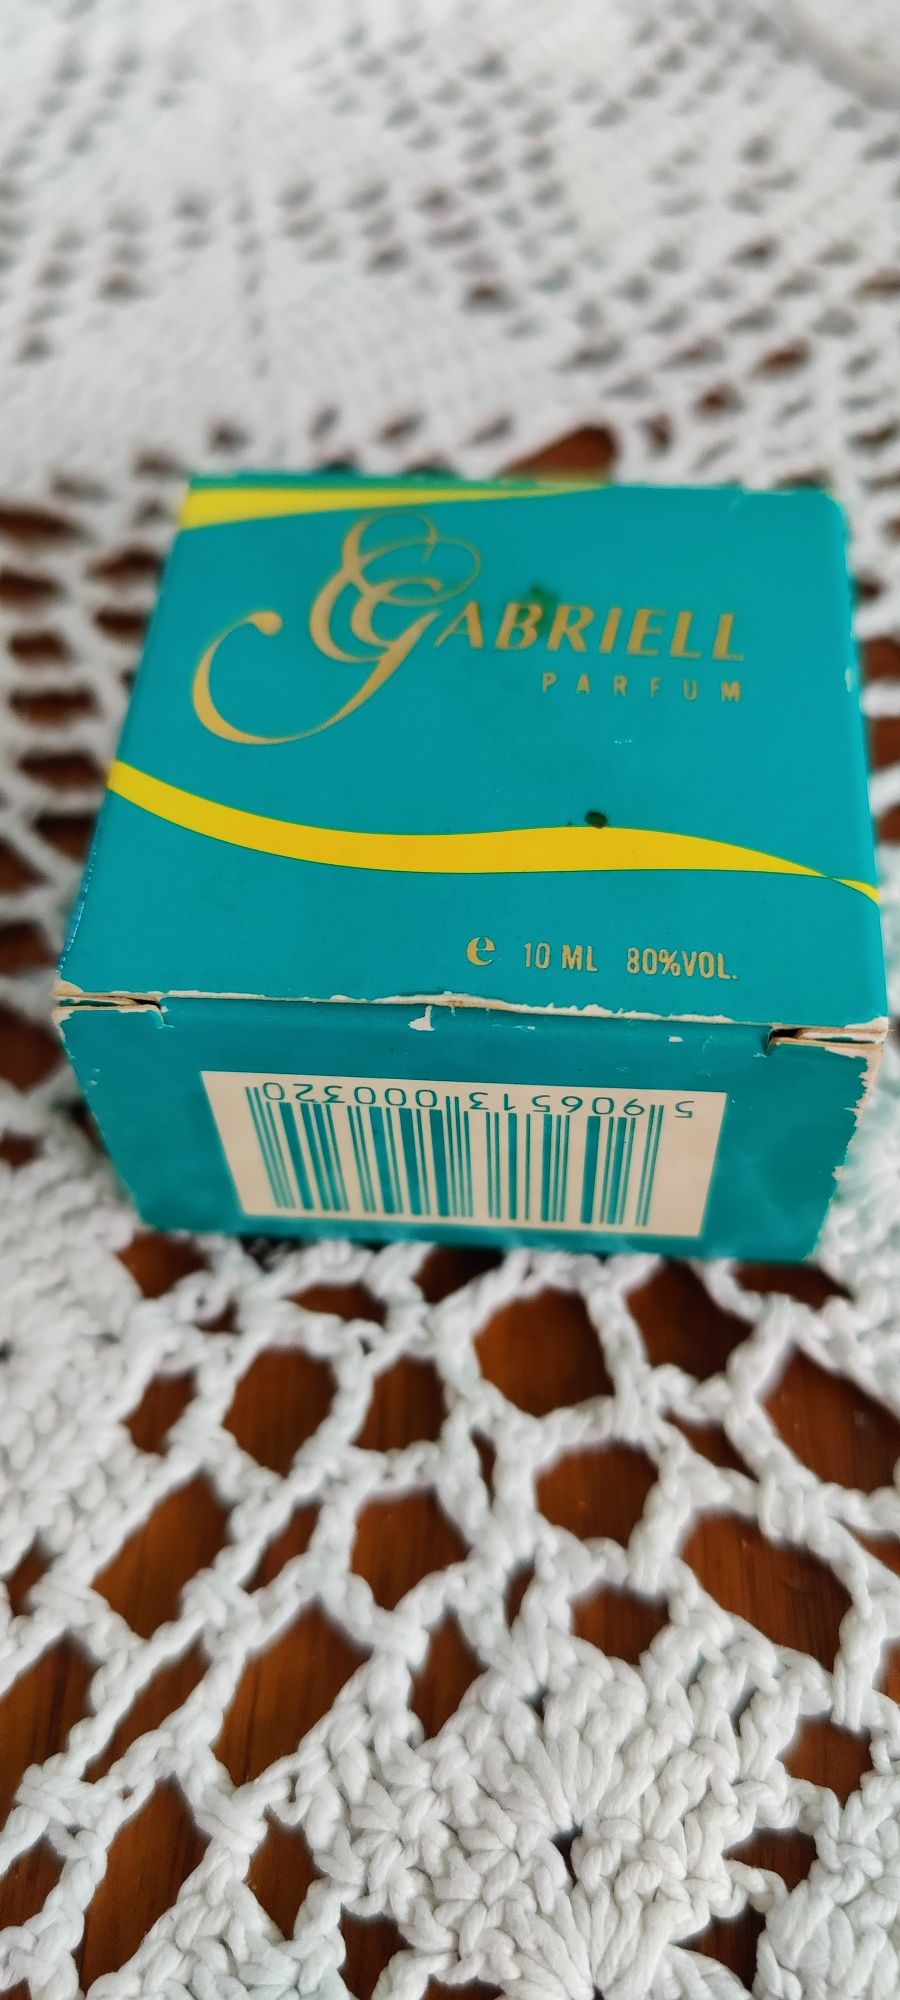 GABRIELL
PARFUM
e 10 ML 80%VOL.
5 906513 000320